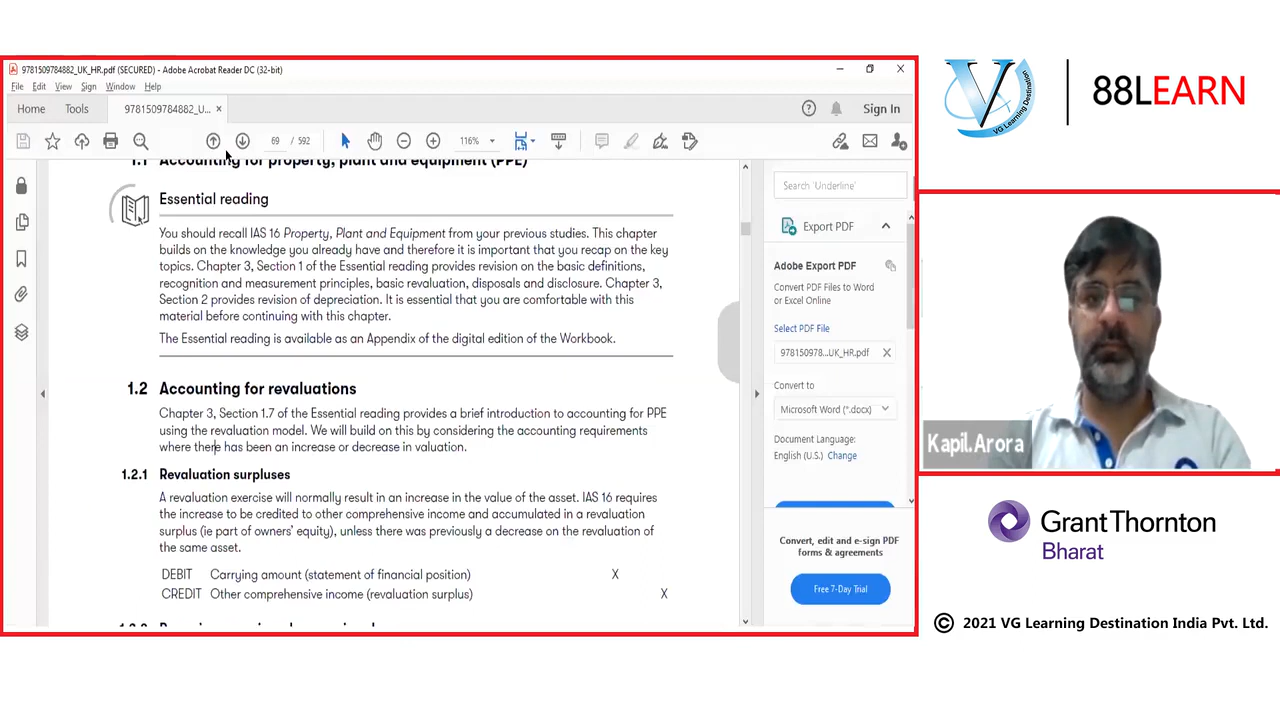 9781509784882_UK_HR.pdf (SECURED) - Adobe Acrobat Reader DC (32-bit)
File Edit View Sign Window Help
Home Tools 9781509784882_U... × Sign In
69 / 592 116%
1.1 Accounting for property, plant and equipment (PPE)
Essential reading
You should recall IAS 16 Property, Plant and Equipment from your previous studies. This chapter
builds on the knowledge you already have and therefore it is important that you recap on the key
topics. Chapter 3, Section 1 of the Essential reading provides revision on the basic definitions,
recognition and measurement principles, basic revaluation, disposals and disclosure. Chapter 3,
Section 2 provides revision of depreciation. It is essential that you are comfortable with this
material before continuing with this chapter.
The Essential reading is available as an Appendix of the digital edition of the Workbook.
1.2 Accounting for revaluations
Chapter 3, Section 1.7 of the Essential reading provides a brief introduction to accounting for PPE
using the revaluation model. We will build on this by considering the accounting requirements
where there has been an increase or decrease in valuation.
1.2.1 Revaluation surpluses
A revaluation exercise will normally result in an increase in the value of the asset. IAS 16 requires
the increase to be credited to other comprehensive income and accumulated in a revaluation
surplus (ie part of owners' equity), unless there was previously a decrease on the revaluation of
the same asset.
DEBIT Carrying amount (statement of financial position) X
CREDIT Other comprehensive income (revaluation surplus) X
Search 'Underline'
Export PDF
Adobe Export PDF
Convert PDF Files to Word
or Excel Online
Select PDF File
978150978...UK_HR.pdf
Convert to
Microsoft Word (*.docx)
Document Language:
English (U.S.) Change
Convert, edit and e-sign PDF
forms & agreements
Free 7-Day Trial
V
VG Learning Destination
88LEARN
Kapil.Arora
GrantThornton
Bharat
© 2021 VG Learning Destination India Pvt. Ltd.